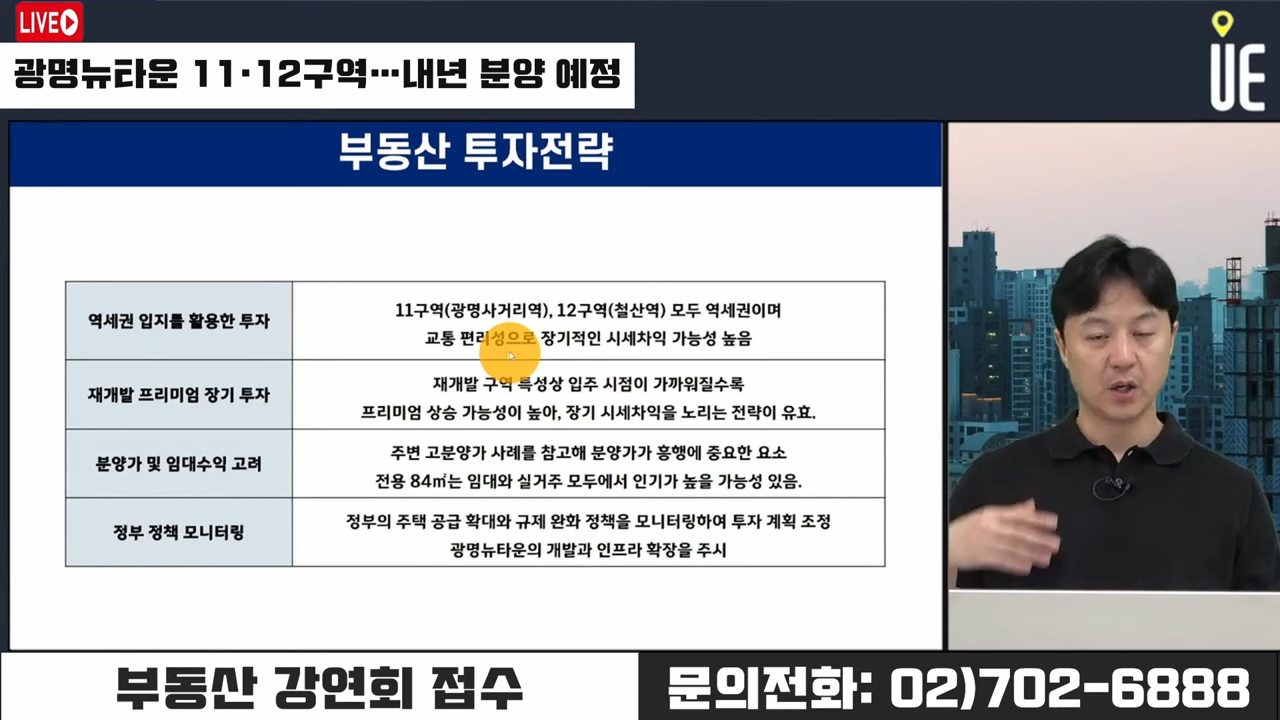 LIVE
UE
광명뉴타운 11·12구역…내년 분양 예정
부동산 투자전략
역세권 입지를 활용한 투자
11구역(광명사거리역), 12구역(철산역) 모두 역세권이며
교통 편리성으로 장기적인 시세차익 가능성 높음
재개발 프리미엄 장기 투자
재개발 구역 특성상 입주 시점이 가까워질수록
프리미엄 상승 가능성이 높아, 장기 시세차익을 노리는 전략이 유효.
분양가 및 임대수익 고려
주변 고분양가 사례를 참고해 분양가가 흥행에 중요한 요소
전용 84㎡는 임대와 실거주 모두에서 인기가 높을 가능성 있음.
정부 정책 모니터링
정부의 주택 공급 확대와 규제 완화 정책을 모니터링하여 투자 계획 조정
광명뉴타운의 개발과 인프라 확장을 주시
부동산 강연회 접수
문의전화: 02)702-6888